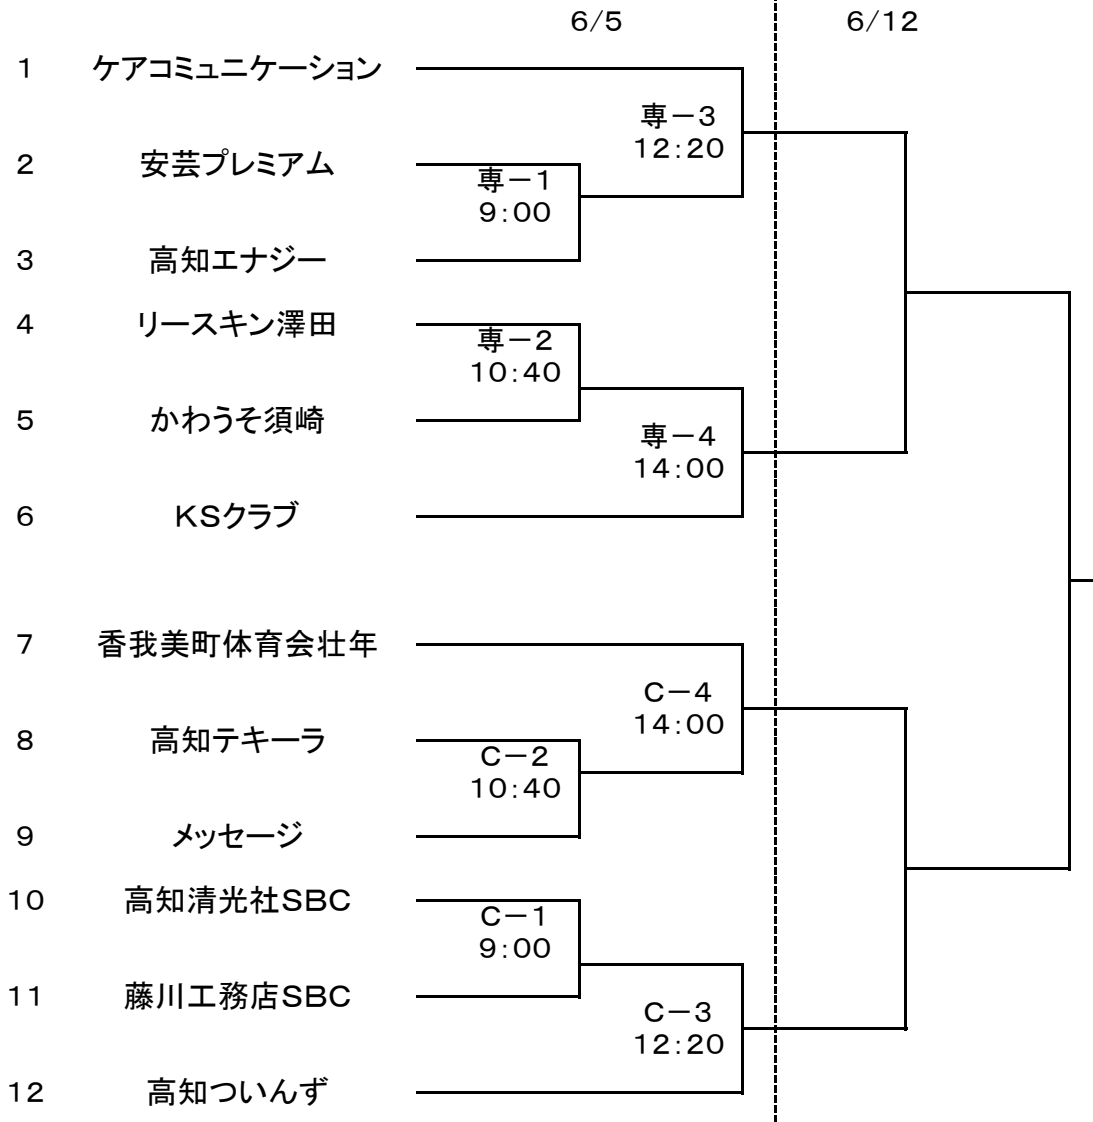 6/5 6/12
1 ケアコミュニケーション
専－3
12:20
2 安芸プレミアム
専－1
9:00
3 高知エナジー
4 リースキン澤田
専－2
10:40
5 かわうそ須崎
専－4
14:00
6 KSクラブ
7 香我美町体育会壮年
C－4
14:00
8 高知テキーラ
C－2
10:40
9 メッセージ
10 高知清光社SBC
C－1
9:00
11 藤川工務店SBC
C－3
12:20
12 高知ついんず